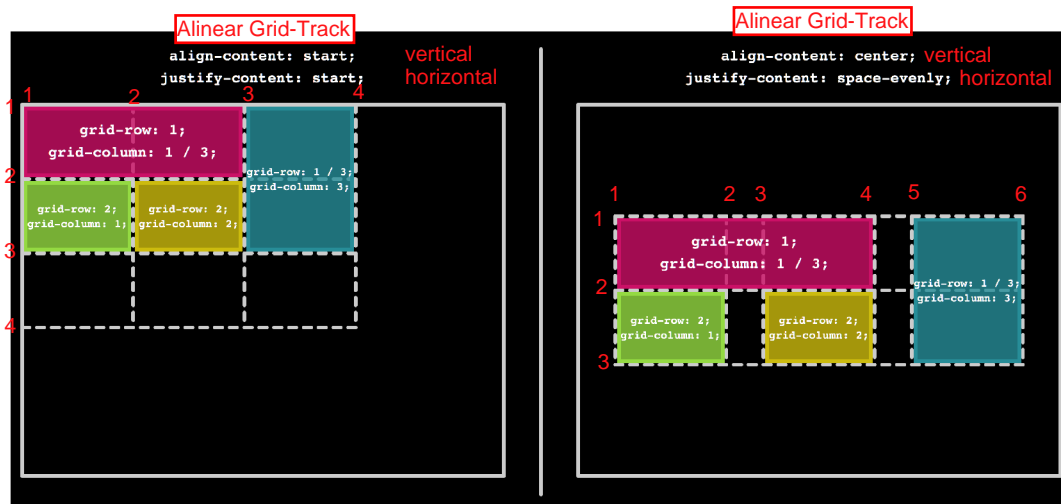 Alinear Grid-Track
align-content: start; vertical
justify-content: start; horizontal
1 2 3 4
1
grid-row: 1;
grid-column: 1 / 3;
grid-row: 1 / 3;
grid-column: 3;
2
grid-row: 2;
grid-column: 1;
grid-row: 2;
grid-column: 2;
3
4
Alinear Grid-Track
align-content: center; vertical
justify-content: space-evenly; horizontal
1 2 3 4 5 6
1
grid-row: 1;
grid-column: 1 / 3;
grid-row: 1 / 3;
grid-column: 3;
2
grid-row: 2;
grid-column: 1;
grid-row: 2;
grid-column: 2;
3